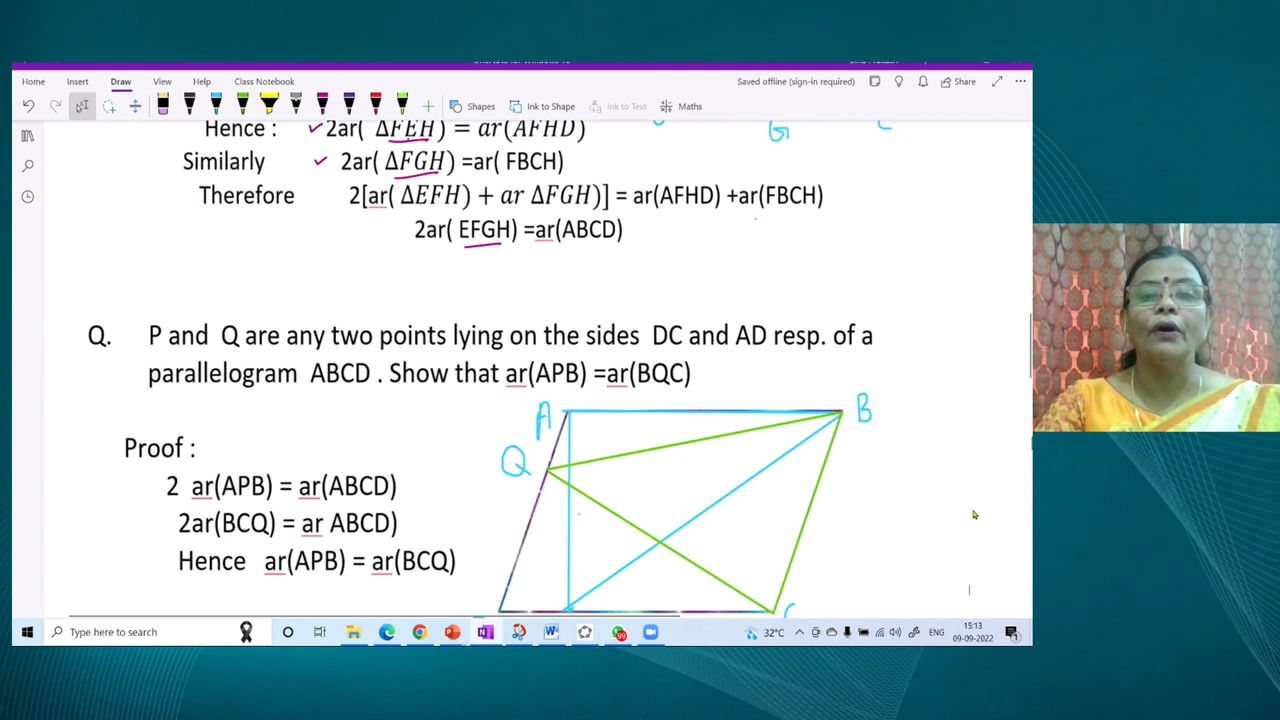 Home Insert Draw View Help Class Notebook Saved offline (sign-in required) Share
Shapes Ink to Shape Ink to Text Maths
Hence : 2ar( ΔFEH) = ar(AFHD)
G
Similarly 2ar( ΔFGH) =ar( FBCH)
Therefore 2[ar( ΔEFH) + ar ΔFGH)] = ar(AFHD) +ar(FBCH)
2ar( EFGH) =ar(ABCD)
Q. P and Q are any two points lying on the sides DC and AD resp. of a
parallelogram ABCD . Show that ar(APB) =ar(BQC)
A B
Proof :
Q
2 ar(APB) = ar(ABCD)
2ar(BCQ) = ar ABCD)
Hence ar(APB) = ar(BCQ)
Type here to search 99 32°C ENG 15:13
09-09-2022 1